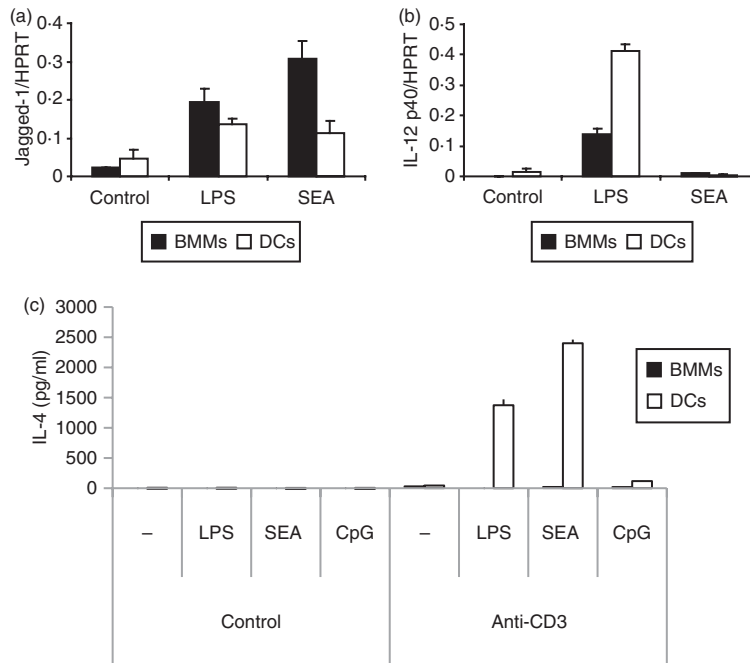 (a)
Jagged-1/HPRT
0·4
0·3
0·2
0·1
0
Control LPS SEA
BMMs DCs
(b)
IL-12 p40/HPRT
0·5
0·4
0·3
0·2
0·1
0
Control LPS SEA
BMMs DCs
(c)
IL-4 (pg/ml)
3000
2500
2000
1500
1000
500
0
– LPS SEA CpG – LPS SEA CpG
Control Anti-CD3
BMMs
DCs